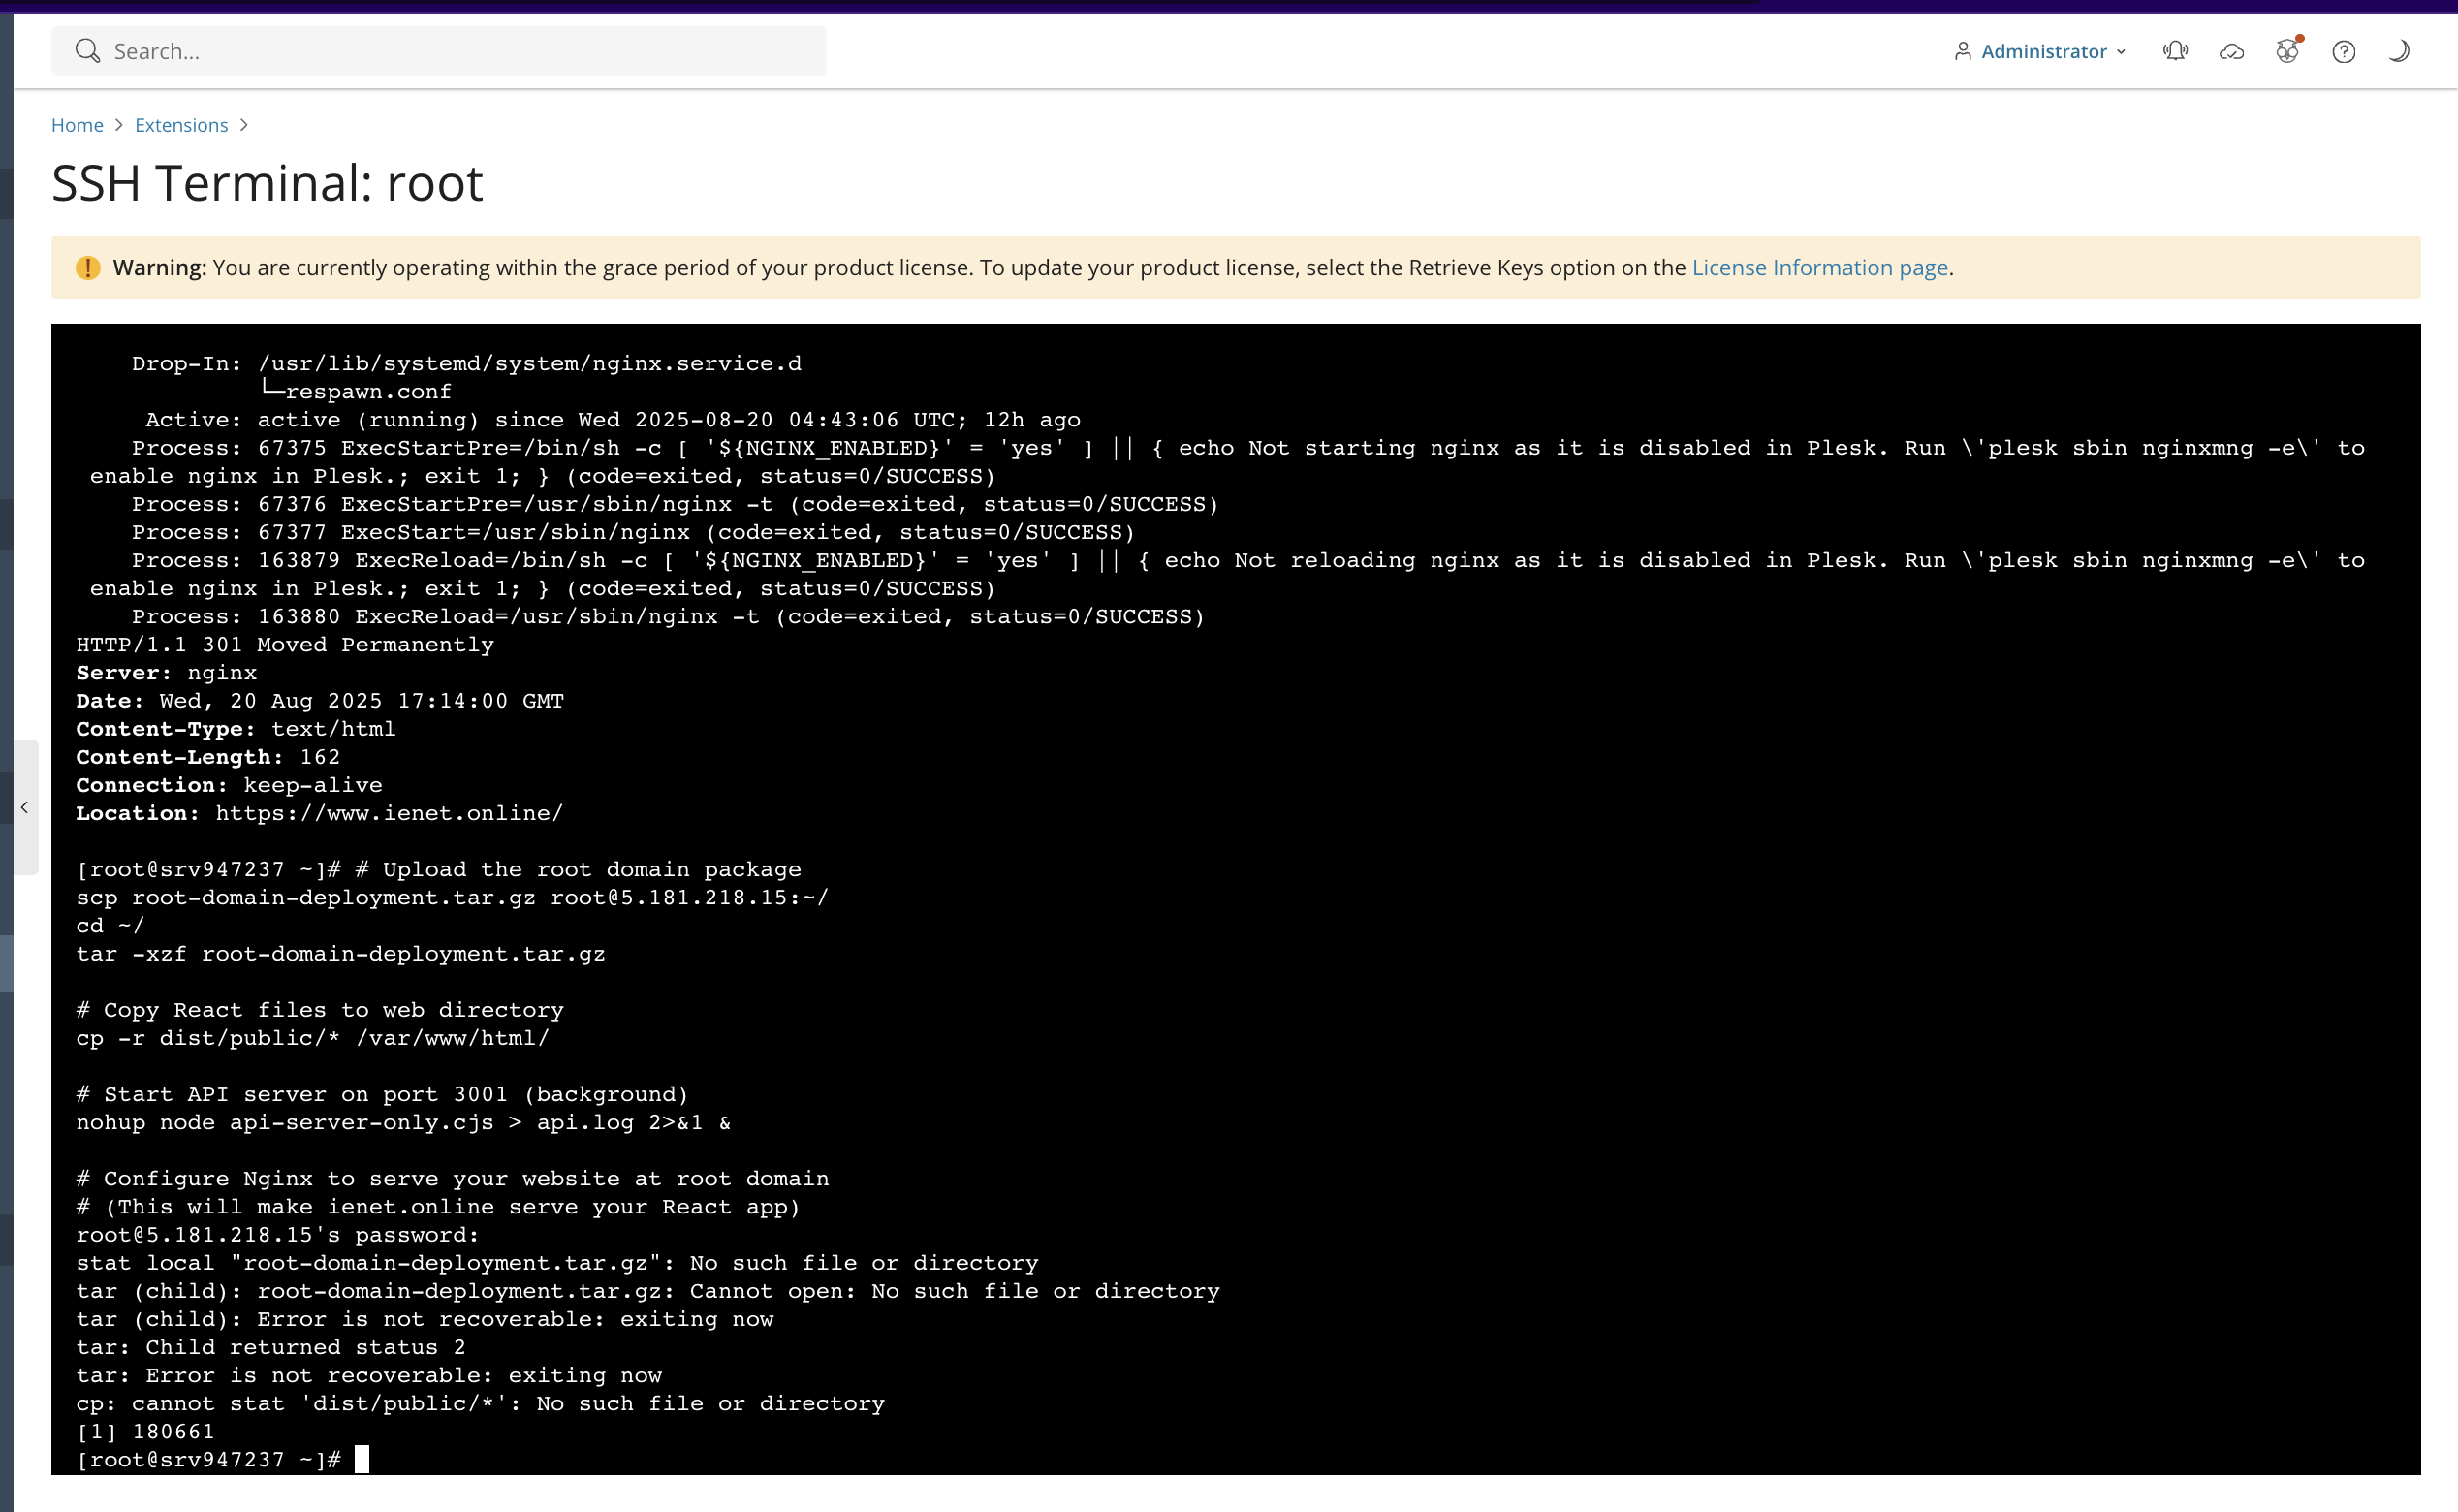 Search...
Administrator
Home > Extensions >
SSH Terminal: root
Warning: You are currently operating within the grace period of your product license. To update your product license, select the Retrieve Keys option on the License Information page.
Drop-In: /usr/lib/systemd/system/nginx.service.d
└─respawn.conf
Active: active (running) since Wed 2025-08-20 04:43:06 UTC; 12h ago
Process: 67375 ExecStartPre=/bin/sh -c [ '${NGINX_ENABLED}' = 'yes' ] || { echo Not starting nginx as it is disabled in Plesk. Run \'plesk sbin nginxmng -e\' to
enable nginx in Plesk.; exit 1; } (code=exited, status=0/SUCCESS)
Process: 67376 ExecStartPre=/usr/sbin/nginx -t (code=exited, status=0/SUCCESS)
Process: 67377 ExecStart=/usr/sbin/nginx (code=exited, status=0/SUCCESS)
Process: 163879 ExecReload=/bin/sh -c [ '${NGINX_ENABLED}' = 'yes' ] || { echo Not reloading nginx as it is disabled in Plesk. Run \'plesk sbin nginxmng -e\' to
enable nginx in Plesk.; exit 1; } (code=exited, status=0/SUCCESS)
Process: 163880 ExecReload=/usr/sbin/nginx -t (code=exited, status=0/SUCCESS)
HTTP/1.1 301 Moved Permanently
Server: nginx
Date: Wed, 20 Aug 2025 17:14:00 GMT
Content-Type: text/html
Content-Length: 162
Connection: keep-alive
Location: https://www.ienet.online/
[root@srv947237 ~]# # Upload the root domain package
scp root-domain-deployment.tar.gz root@5.181.218.15:~/
cd ~/
tar -xzf root-domain-deployment.tar.gz
# Copy React files to web directory
cp -r dist/public/* /var/www/html/
# Start API server on port 3001 (background)
nohup node api-server-only.cjs > api.log 2>&1 &
# Configure Nginx to serve your website at root domain
# (This will make ienet.online serve your React app)
root@5.181.218.15's password:
stat local "root-domain-deployment.tar.gz": No such file or directory
tar (child): root-domain-deployment.tar.gz: Cannot open: No such file or directory
tar (child): Error is not recoverable: exiting now
tar: Child returned status 2
tar: Error is not recoverable: exiting now
cp: cannot stat 'dist/public/*': No such file or directory
[1] 180661
[root@srv947237 ~]#